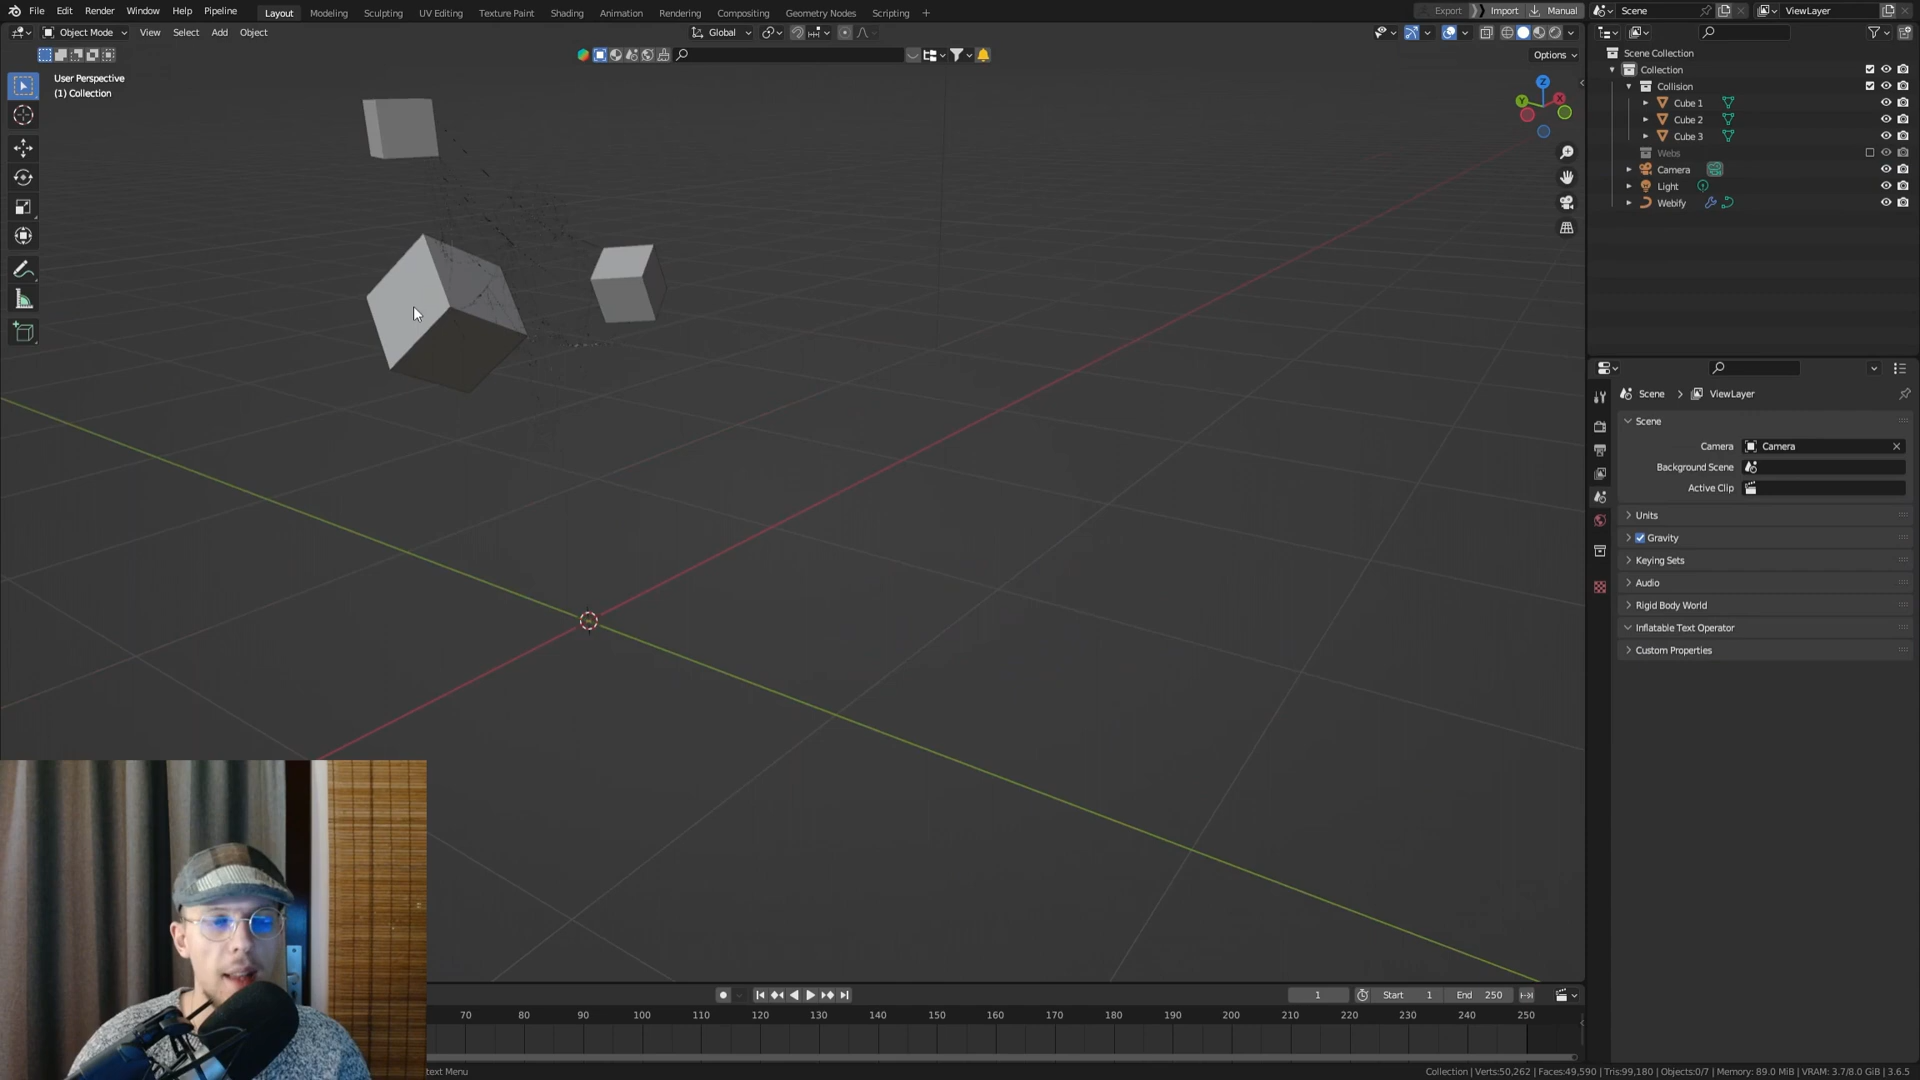 File Edit Render Window Help Pipeline
Layout Modeling Sculpting UV Editing Texture Paint Shading Animation Rendering Compositing Geometry Nodes Scripting +
Export Import Manual
Scene
ViewLayer
Object Mode View Select Add Object
Global
Options
User Perspective
(1) Collection
Z
Y
X
Scene Collection
Collection
Collision
Cube 1
Cube 2
Cube 3
Webs
Camera
Light
Webify
Scene > ViewLayer
Scene
Camera Camera
Background Scene
Active Clip
Units
Gravity
Keying Sets
Audio
Rigid Body World
Inflatable Text Operator
Custom Properties
1 Start 1 End 250
70 80 90 100 110 120 130 140 150 160 170 180 190 200 210 220 230 240 250
text Menu
Collection | Verts:50,262 | Faces:49,590 | Tris:99,180 | Objects:0/7 | Memory: 89.0 MiB | VRAM: 3.7/8.0 GiB | 3.6.5